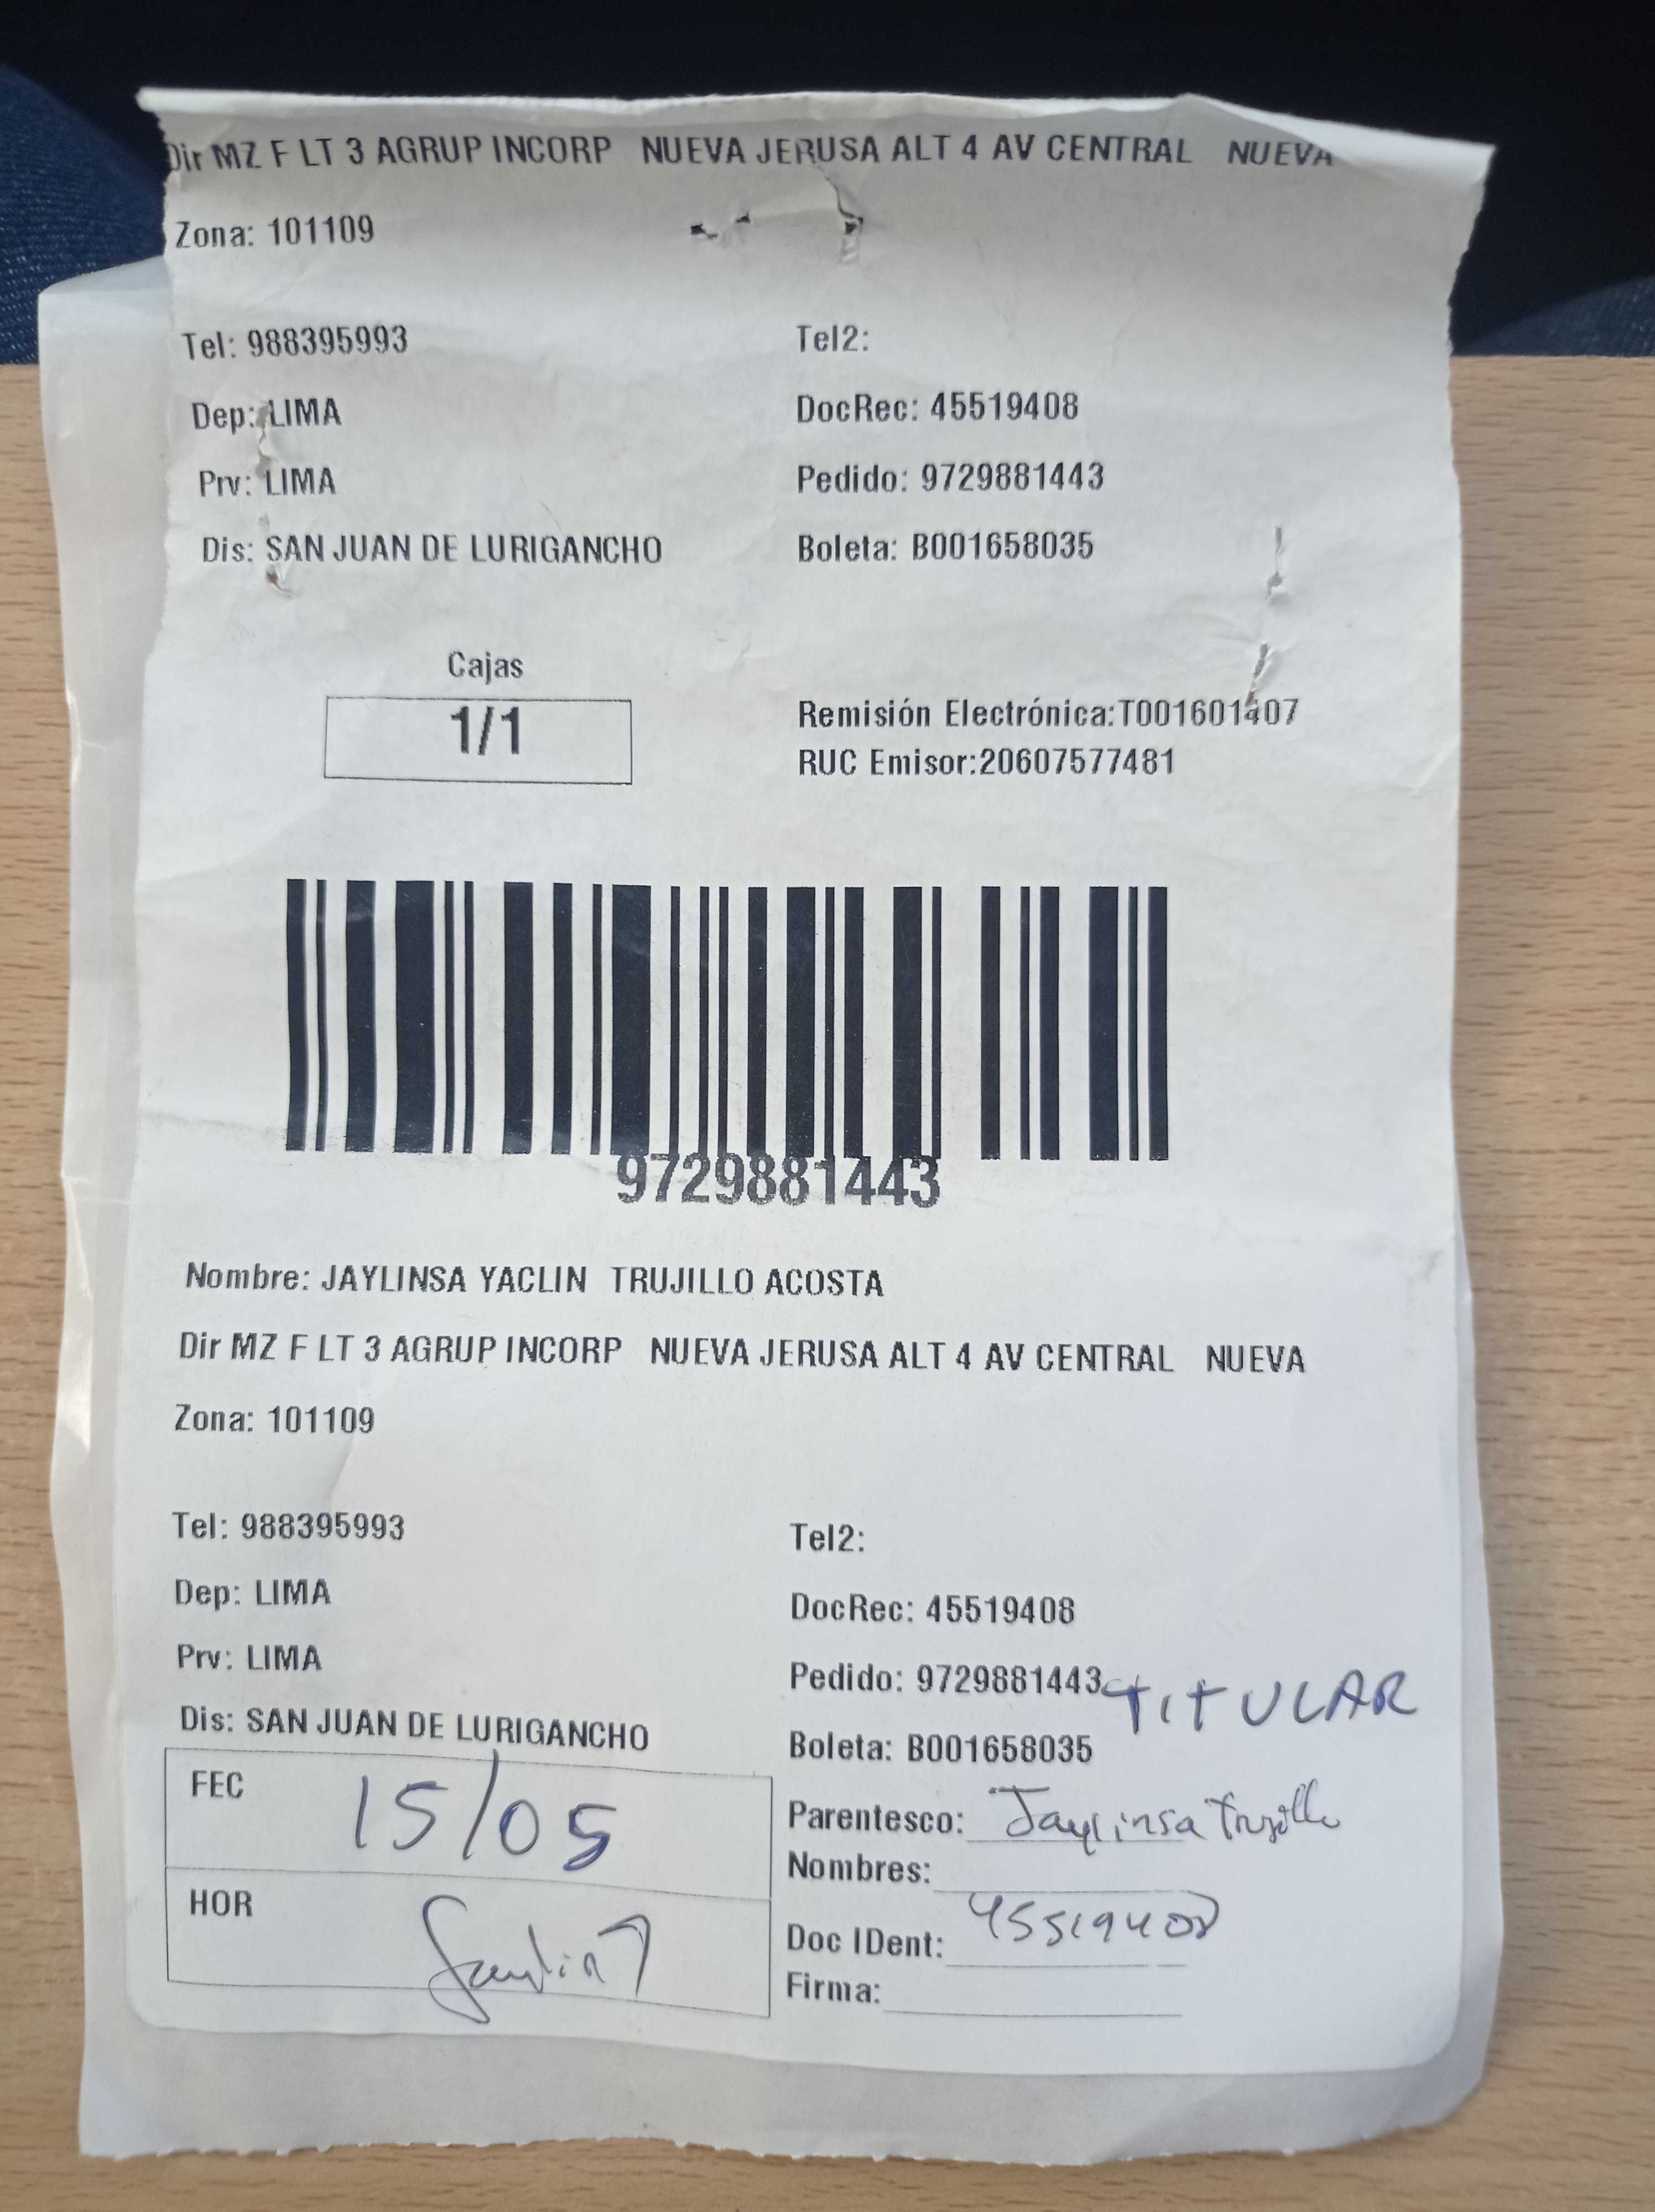 Dir MZ F LT 3 AGRUP INCORP NUEVA JERUSA ALT 4 AV CENTRAL NUEVA
Zona: 101109
Tel: 988395993 Tel2:
Dep: LIMA DocRec: 45519408
Prv: LIMA Pedido: 9729881443
Dis: SAN JUAN DE LURIGANCHO Boleta: B001658035
Cajas
1/1
Remisión Electrónica:T001601407
RUC Emisor:20607577481
9729881443
Nombre: JAYLINSA YACLIN TRUJILLO ACOSTA
Dir MZ F LT 3 AGRUP INCORP NUEVA JERUSA ALT 4 AV CENTRAL NUEVA
Zona: 101109
Tel: 988395993 Tel2:
Dep: LIMA DocRec: 45519408
Prv: LIMA Pedido: 9729881443 TITULAR
Dis: SAN JUAN DE LURIGANCHO Boleta: B001658035
FEC 15/05
Parentesco: Jaylinsa Trujillo
Nombres:
HOR
Doc IDent: 45519408
Firma: